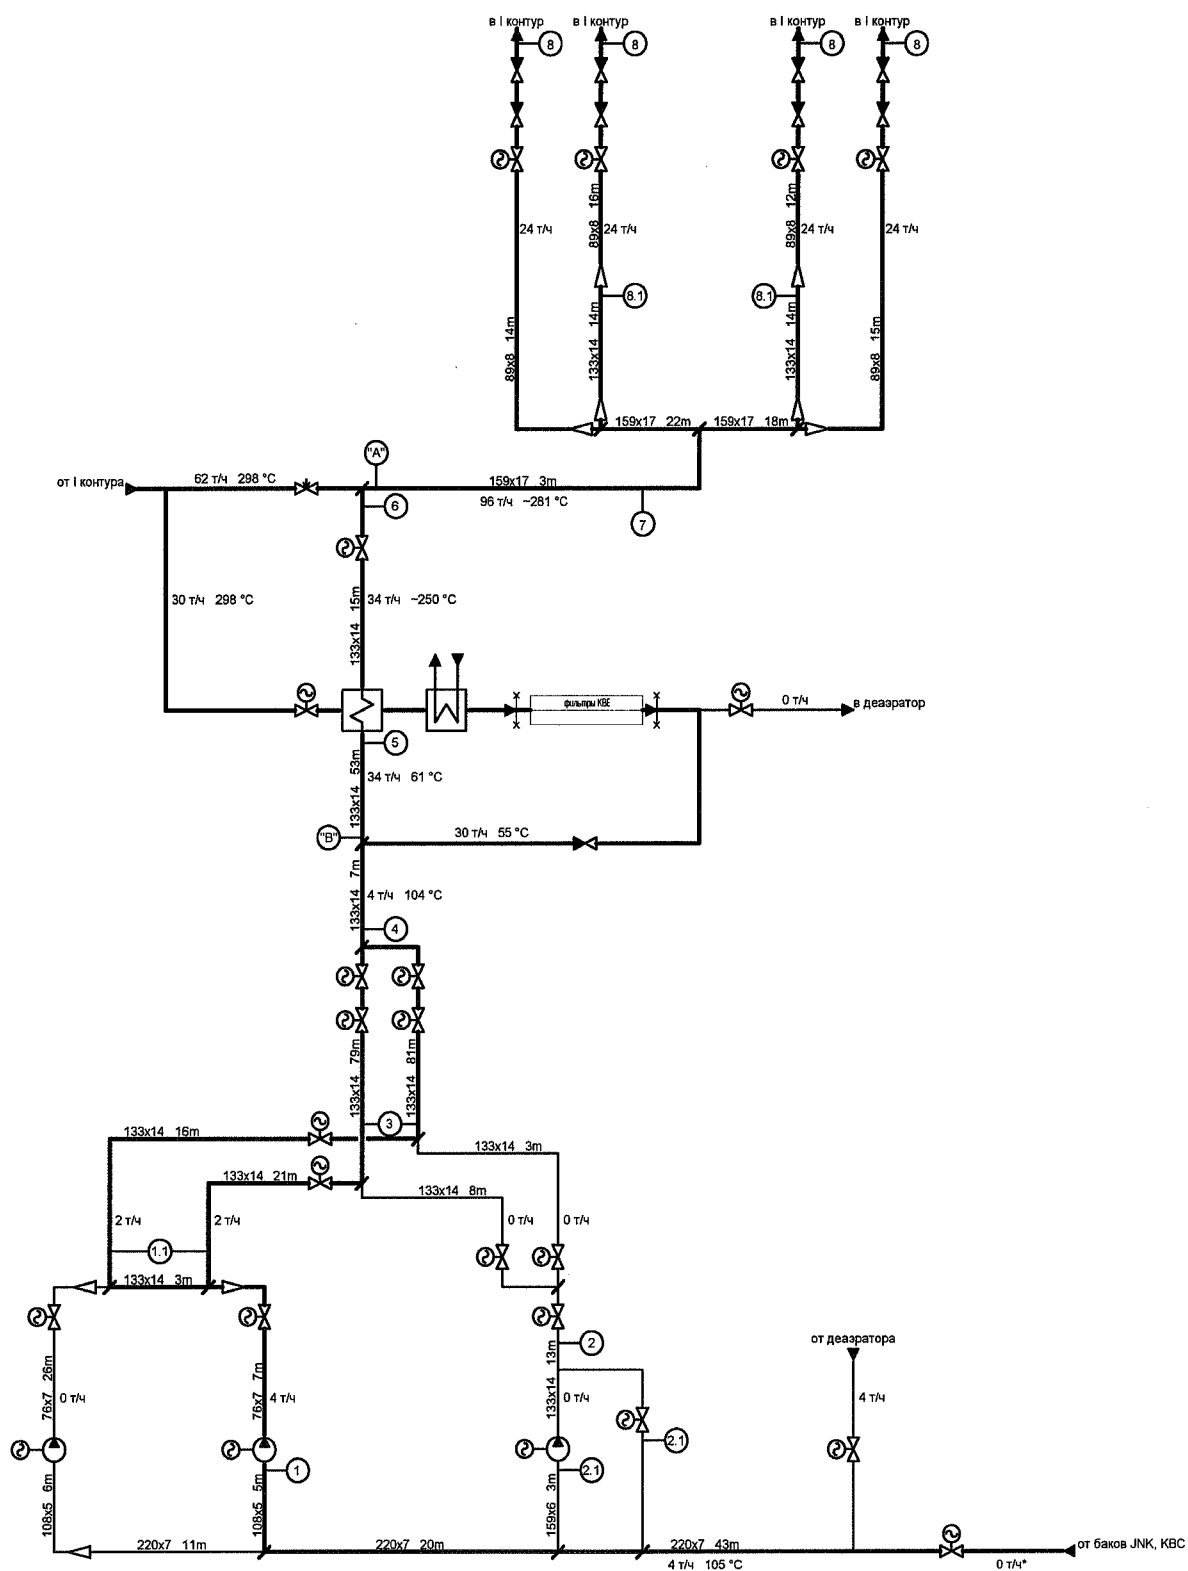 в I контур в I контур в I контур в I контур
8 8 8 8
16m 12m
24 т/ч 89x8 24 т/ч 89x8 24 т/ч 24 т/ч
8.1 8.1
89x8 14m 133x14 14m 133x14 14m 89x8 15m
159x17 22m 159x17 18m
"A"
62 т/ч 298 °C
от I контура
159x17 3m
96 т/ч ~281 °C
6
7
30 т/ч 298 °C
133x14 15m
34 т/ч ~250 °C
фильтры KBE
0 т/ч
в деаэратор
5
133x14 53m
34 т/ч 61 °C
"B"
30 т/ч 55 °C
133x14 7m
4 т/ч 104 °C
4
133x14 79m
133x14 81m
3
133x14 16m
133x14 3m
133x14 21m
133x14 8m
2 т/ч 2 т/ч 0 т/ч 0 т/ч
1.1
133x14 3m
2
от деаэратора
76x7 26m 0 т/ч
76x7 7m 4 т/ч
133x14 13m 0 т/ч
4 т/ч
2.1
1
2.1
108x5 6m
108x5 5m
159x6 3m
220x7 11m 220x7 20m 220x7 43m
4 т/ч 105 °C
от баков JNK, KBC
0 т/ч*